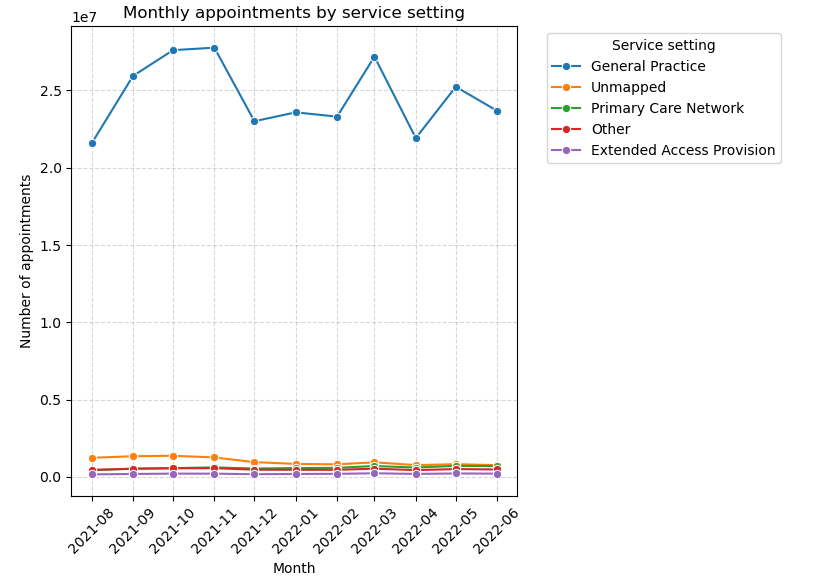 Monthly appointments by service setting
1e7
2.5
2.0
1.5
1.0
0.5
0.0
Number of appointments
2021-08
2021-09
2021-10
2021-11
2021-12
2022-01
2022-02
2022-03
2022-04
2022-05
2022-06
Month
Service setting
General Practice
Unmapped
Primary Care Network
Other
Extended Access Provision